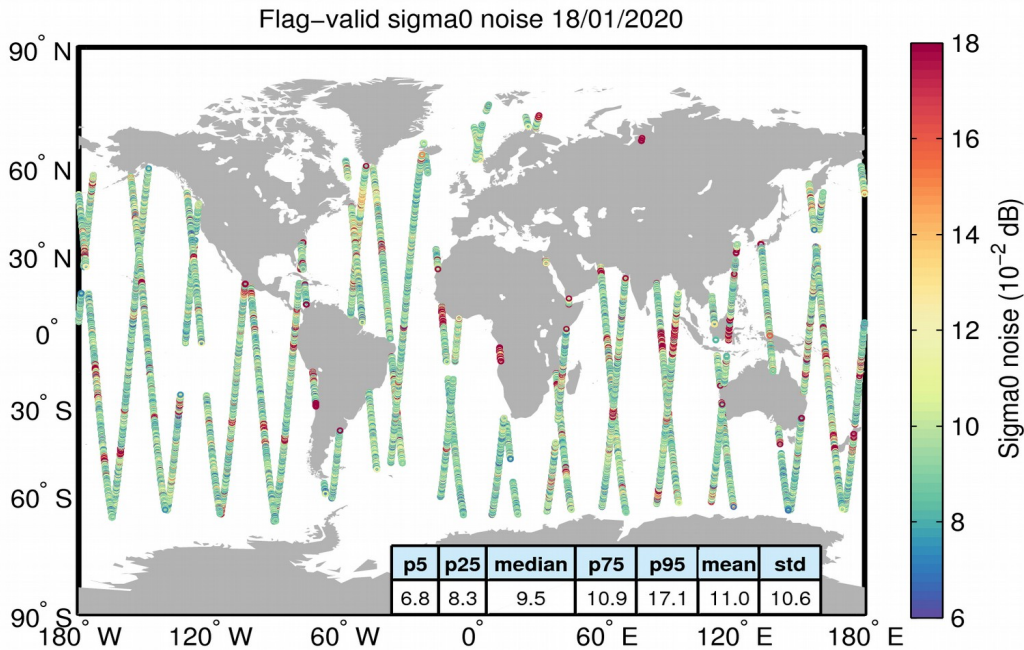 Flag−valid sigma0 noise 18/01/2020
90° N
60° N
30° N
0°
30° S
60° S
90° S
180° W 120° W 60° W 0° 60° E 120° E 180° E
p5 p25 median p75 p95 mean std
6.8 8.3 9.5 10.9 17.1 11.0 10.6
18
16
14
12
10
8
6
Sigma0 noise (10⁻² dB)